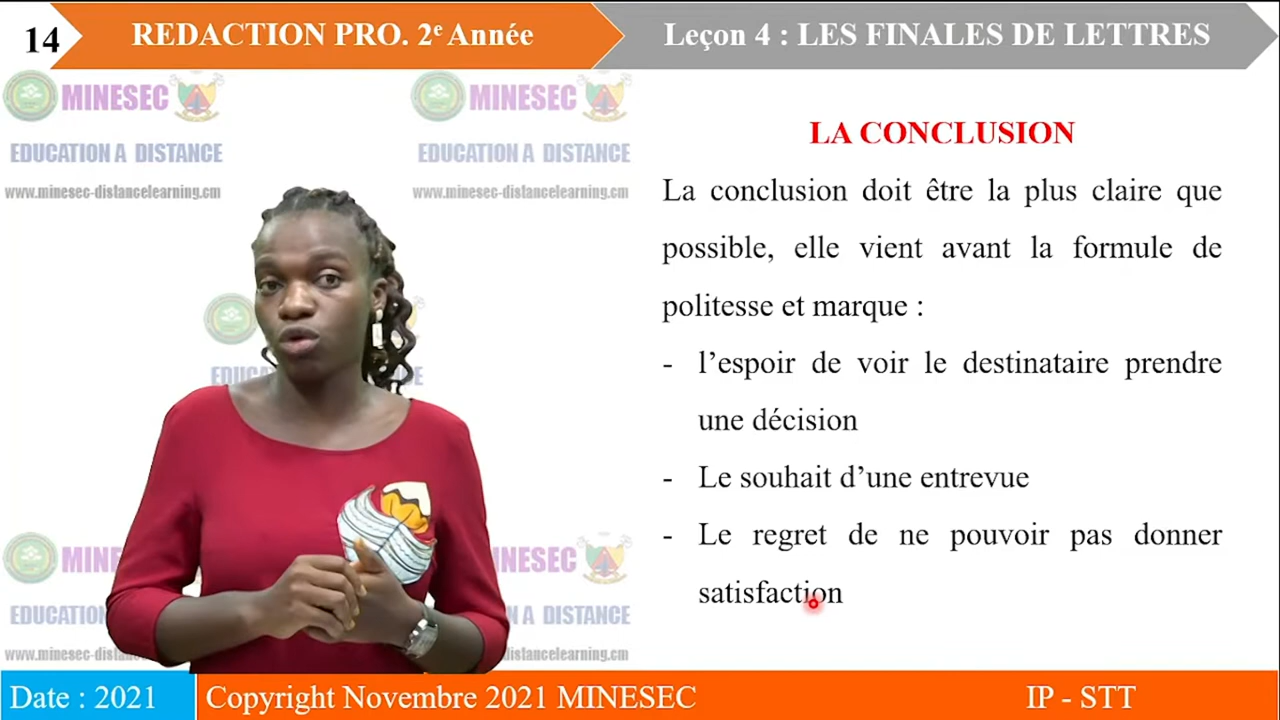 14
REDACTION PRO. 2e Année
Leçon 4 : LES FINALES DE LETTRES
MINESEC
MINESEC
EDUCATION A DISTANCE
EDUCATION A DISTANCE
www.minesec-distancelearning.cm
www.minesec-distancelearning.cm
LA CONCLUSION
La conclusion doit être la plus claire que
possible, elle vient avant la formule de
politesse et marque :
- l’espoir de voir le destinataire prendre
une décision
- Le souhait d’une entrevue
- Le regret de ne pouvoir pas donner
satisfaction
MINESEC
EDUCATION
Date : 2021
Copyright Novembre 2021 MINESEC
IP - STT